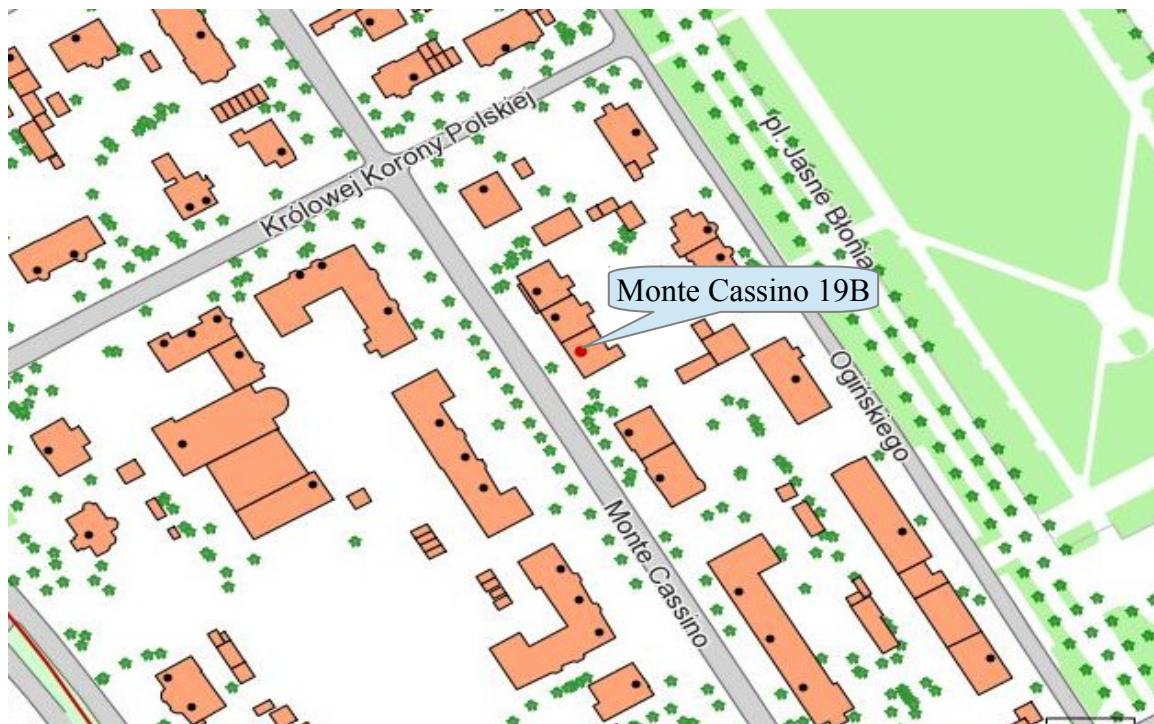 Królowej Korony Polskiej
pl. Jasne Błonia
Monte Cassino 19B
Ogińskiego
Monte Cassino